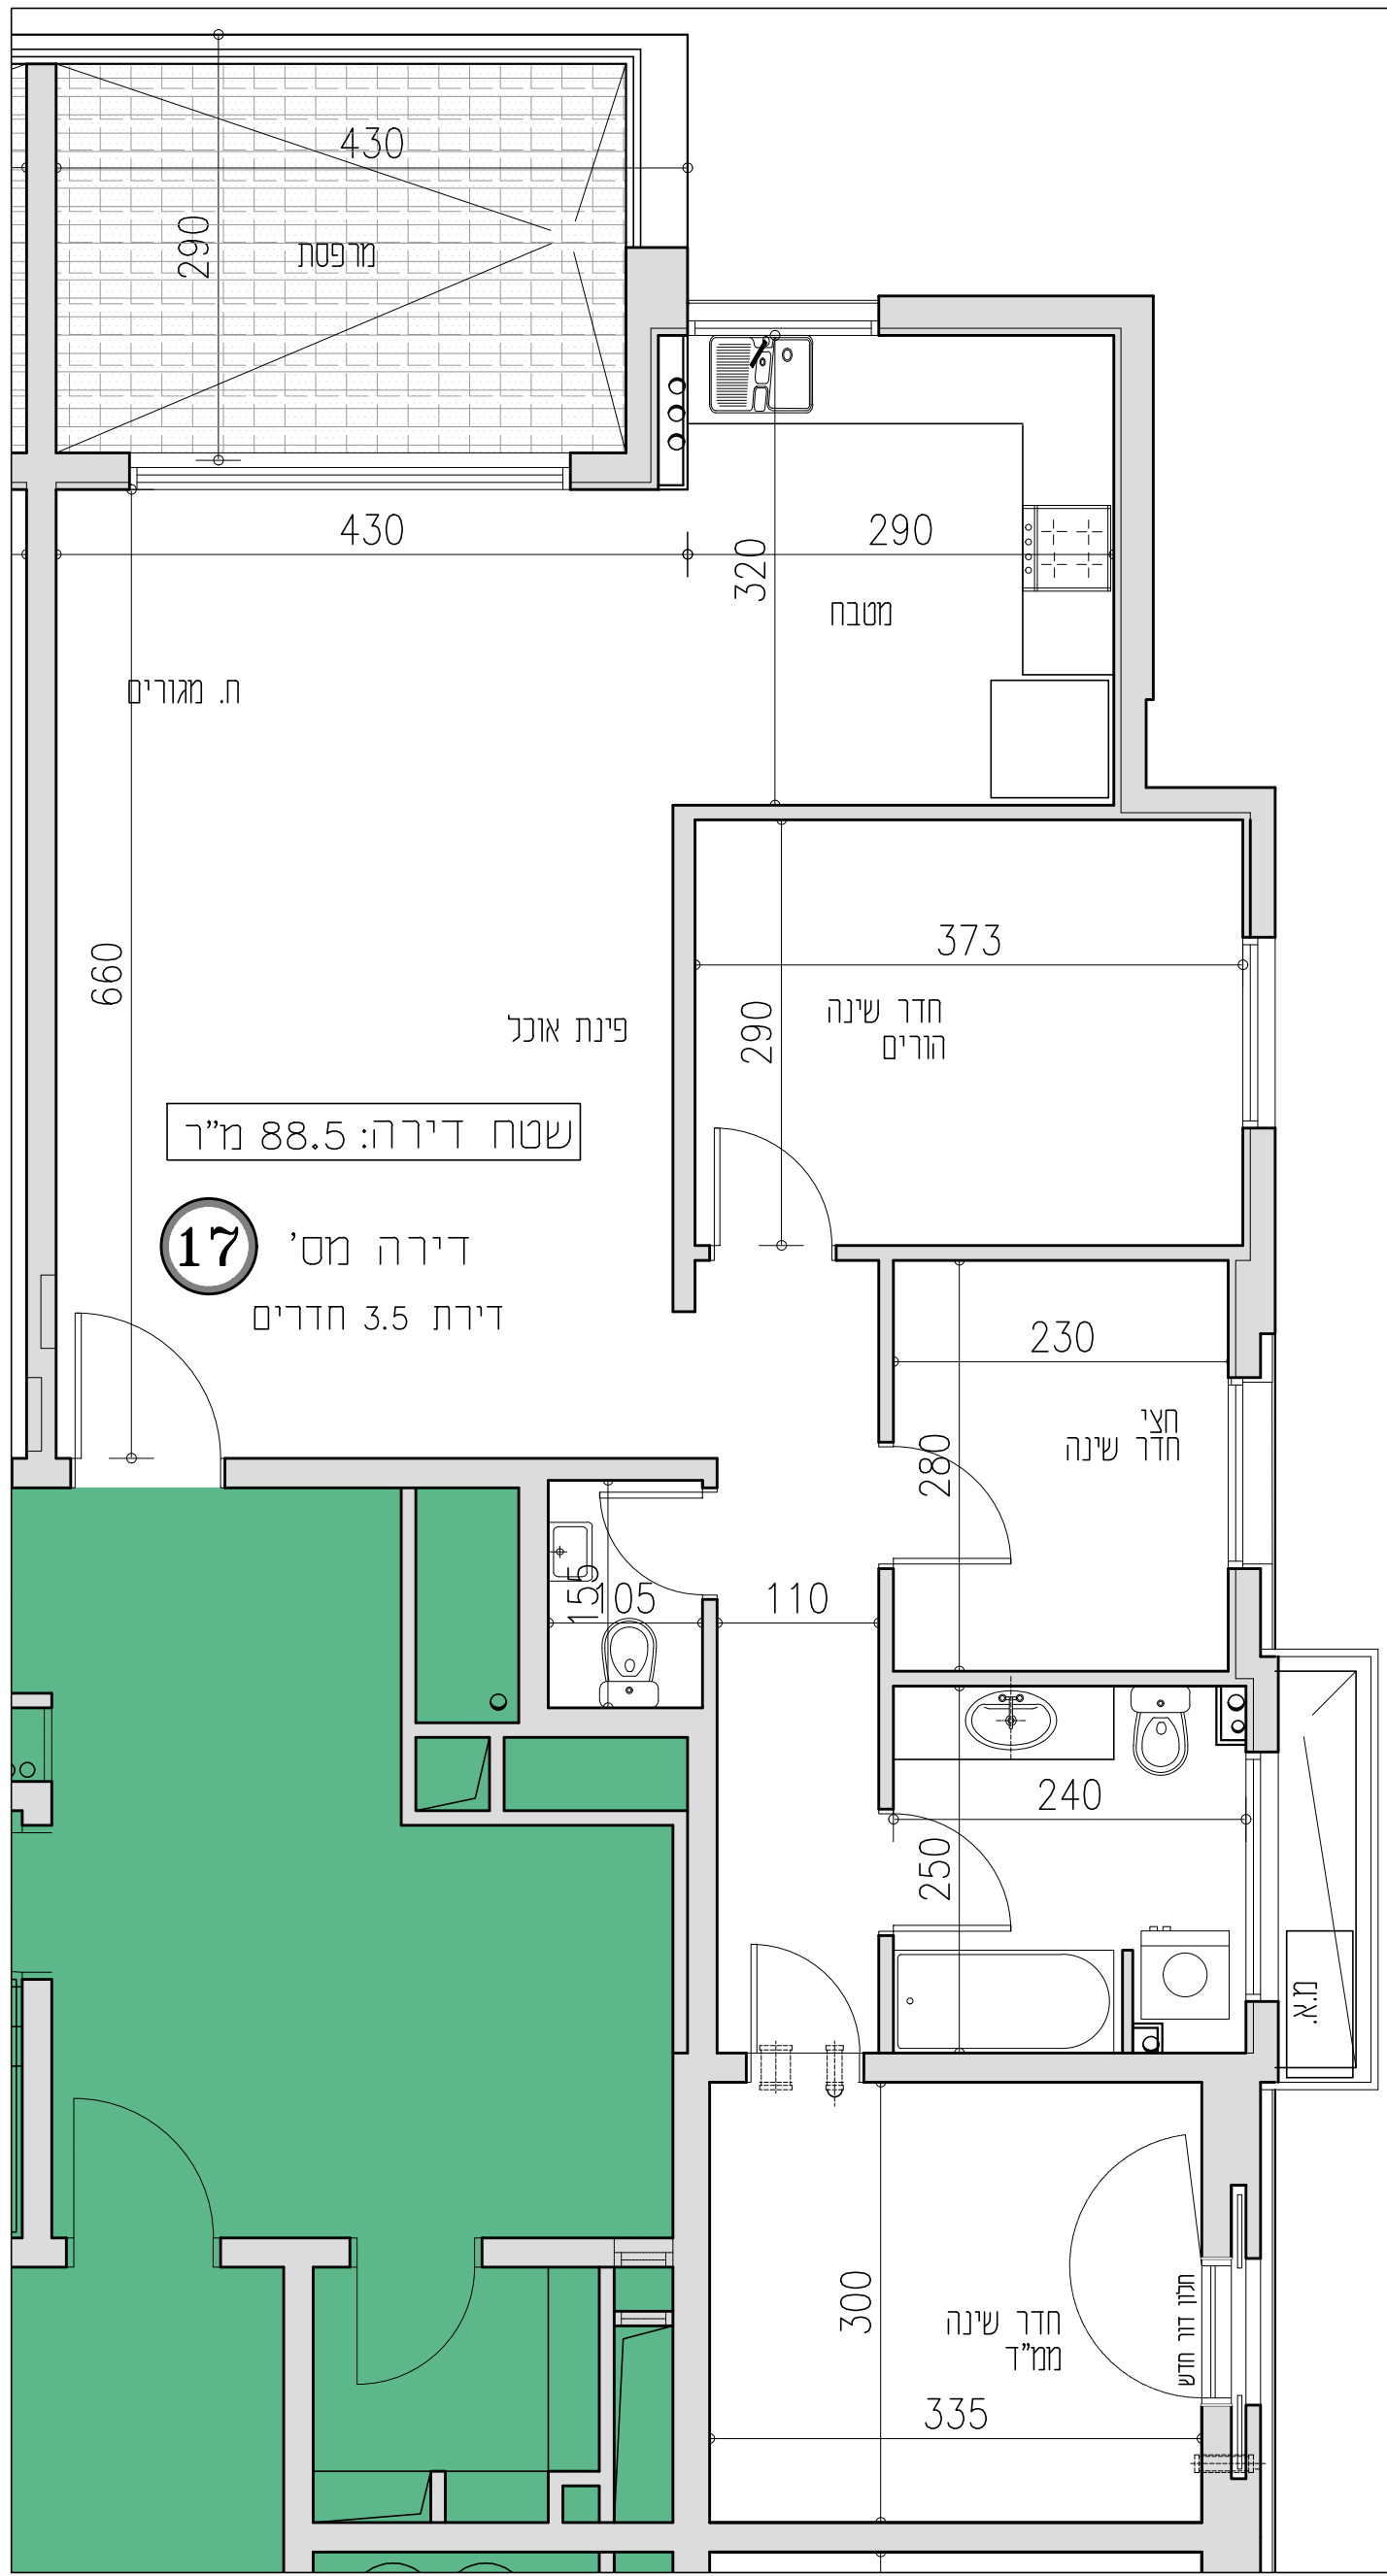 430
290
מרפסת
430
290
320
מטבח
ח. מגורים
660
373
290
חדר שינה
הורים
פינת אוכל
שטח דירה: 88.5 מ"ר
17
דירה מס'
דירת 3.5 חדרים
230
חצי
חדר שינה
280
155
105
110
240
250
מ.א.
300
חדר שינה
ממ"ד
חלון דור חדש
335